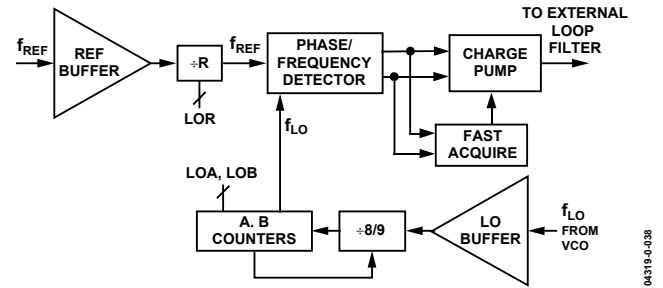 fREF
REF
BUFFER
÷R
LOR
fREF
PHASE/
FREQUENCY
DETECTOR
CHARGE
PUMP
TO EXTERNAL
LOOP
FILTER
FAST
ACQUIRE
fLO
LOA, LOB
A. B
COUNTERS
÷8/9
LO
BUFFER
fLO
FROM
VCO
04319-0-038